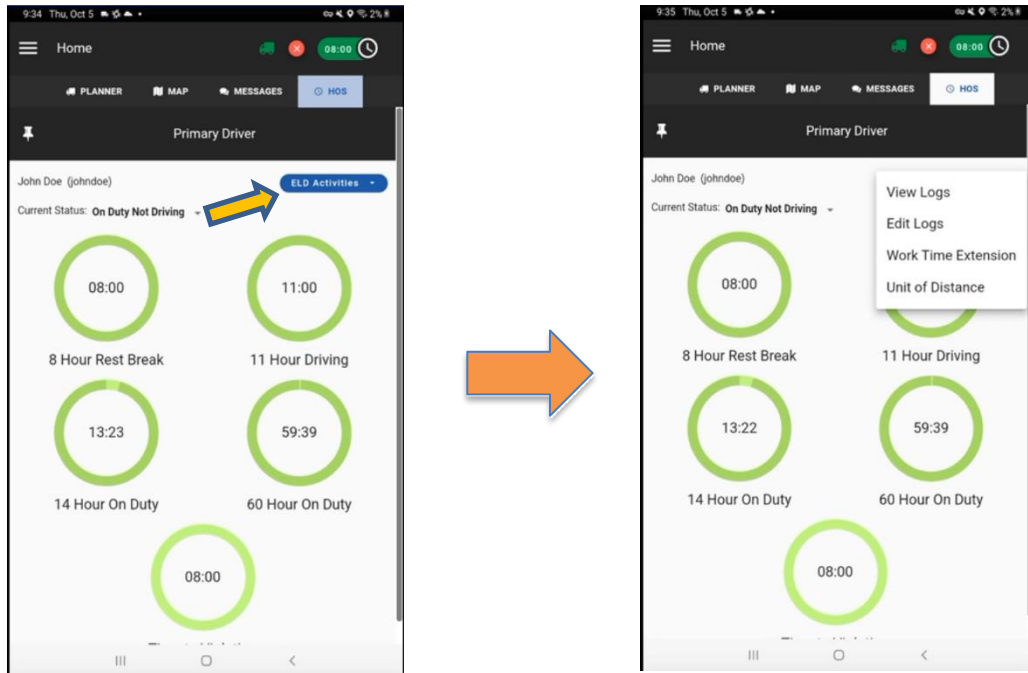 9:34 Thu, Oct 5
2%
Home
08:00
PLANNER MAP MESSAGES HOS
Primary Driver
John Doe (johndoe)
ELD Activities
Current Status: On Duty Not Driving
08:00
11:00
8 Hour Rest Break
11 Hour Driving
13:23
59:39
14 Hour On Duty
60 Hour On Duty
08:00
9:35 Thu, Oct 5
2%
Home
08:00
PLANNER MAP MESSAGES HOS
Primary Driver
John Doe (johndoe)
Current Status: On Duty Not Driving
View Logs
Edit Logs
Work Time Extension
Unit of Distance
08:00
8 Hour Rest Break
11 Hour Driving
13:22
59:39
14 Hour On Duty
60 Hour On Duty
08:00